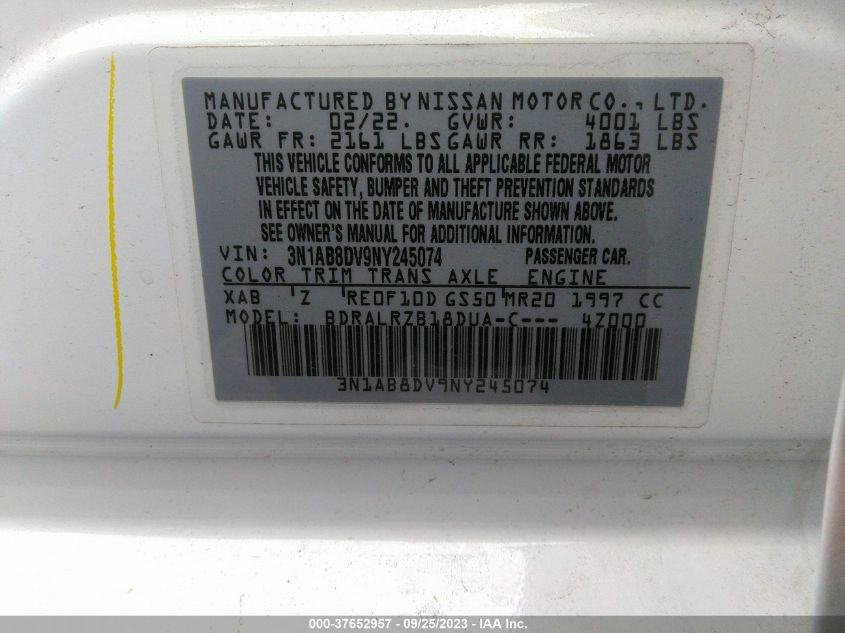 MANUFACTURED BY NISSAN MOTOR CO., LTD.
DATE: 02/22. GVWR: 4001 LBS
GAWR FR: 2161 LBS GAWR RR: 1863 LBS
THIS VEHICLE CONFORMS TO ALL APPLICABLE FEDERAL MOTOR
VEHICLE SAFETY, BUMPER AND THEFT PREVENTION STANDARDS
IN EFFECT ON THE DATE OF MANUFACTURE SHOWN ABOVE.
SEE OWNER'S MANUAL FOR ADDITIONAL INFORMATION.
VIN: 3N1AB8DV9NY245074 PASSENGER CAR.
COLOR TRIM TRANS AXLE ENGINE
XAB Z RE0F10D GS50 MR20 1997 CC
MODEL: BDRALRZB18DUA-C--- 4Z000
3N1AB8DV9NY245074
000-37652957 - 09/25/2023 - IAA Inc.